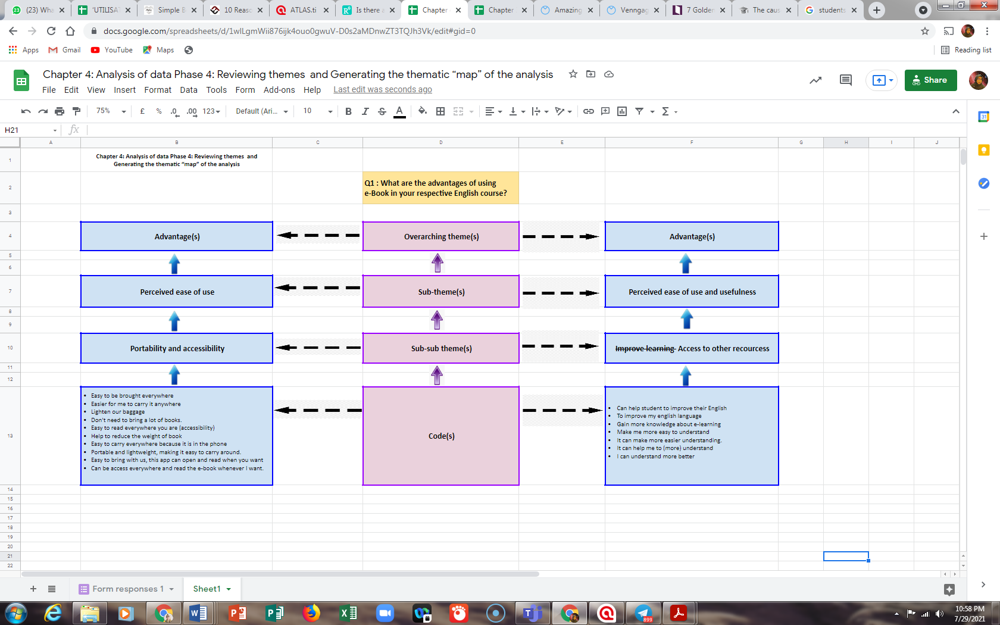 (23) Wha
'UTILISAT
Simple B
10 Reaso
ATLAS.ti
Is there a
Chapter
Chapter
Amazing
Vennga
7 Golden
The caus
students
docs.google.com/spreadsheets/d/1wlLgmWii876ijk4ouo0gwuV-D0s2aMDnwZT3TQJh3Vk/edit#gid=0
Apps
Gmail
YouTube
Maps
Reading list
Chapter 4: Analysis of data Phase 4: Reviewing themes and Generating the thematic “map” of the analysis
File Edit View Insert Format Data Tools Form Add-ons Help Last edit was seconds ago
Share
75% £ % .0 .00 123 Default (Ari... 10 B I S A
31
H21
fx
A B C D E F G H I J
1
Chapter 4: Analysis of data Phase 4: Reviewing themes and
Generating the thematic “map” of the analysis
2
Q1 : What are the advantages of using
e-Book in your respective English course?
3
4
Advantage(s)
Overarching theme(s)
Advantage(s)
5
6
7
Perceived ease of use
Sub-theme(s)
Perceived ease of use and usefulness
8
9
10
Portability and accessibility
Sub-sub theme(s)
Improve learning Access to other recourcess
11
12
13
• Easy to be brought everywhere
• Easier for me to carry it anywhere
• Lighten our baggage
• Don't need to bring a lot of books.
• Easy to read everywhere you are (accessibility)
• Help to reduce the weight of book
• Easy to carry everywhere because it is in the phone
• Portable and lightweight, making it easy to carry around.
• Easy to bring with us, this app can open and read when you want
• Can be access everywhere and read the e-book whenever I want.
Code(s)
• Can help student to improve their English
• To improve my english language
• Gain more knowledge about e-learning
• Make me more easy to understand
• It can make more easier understanding.
• It can help me to (more) understand
• I can understand more better
14
15
16
17
18
19
20
21
22
Form responses 1
Sheet1
899
10:58 PM
7/29/2021